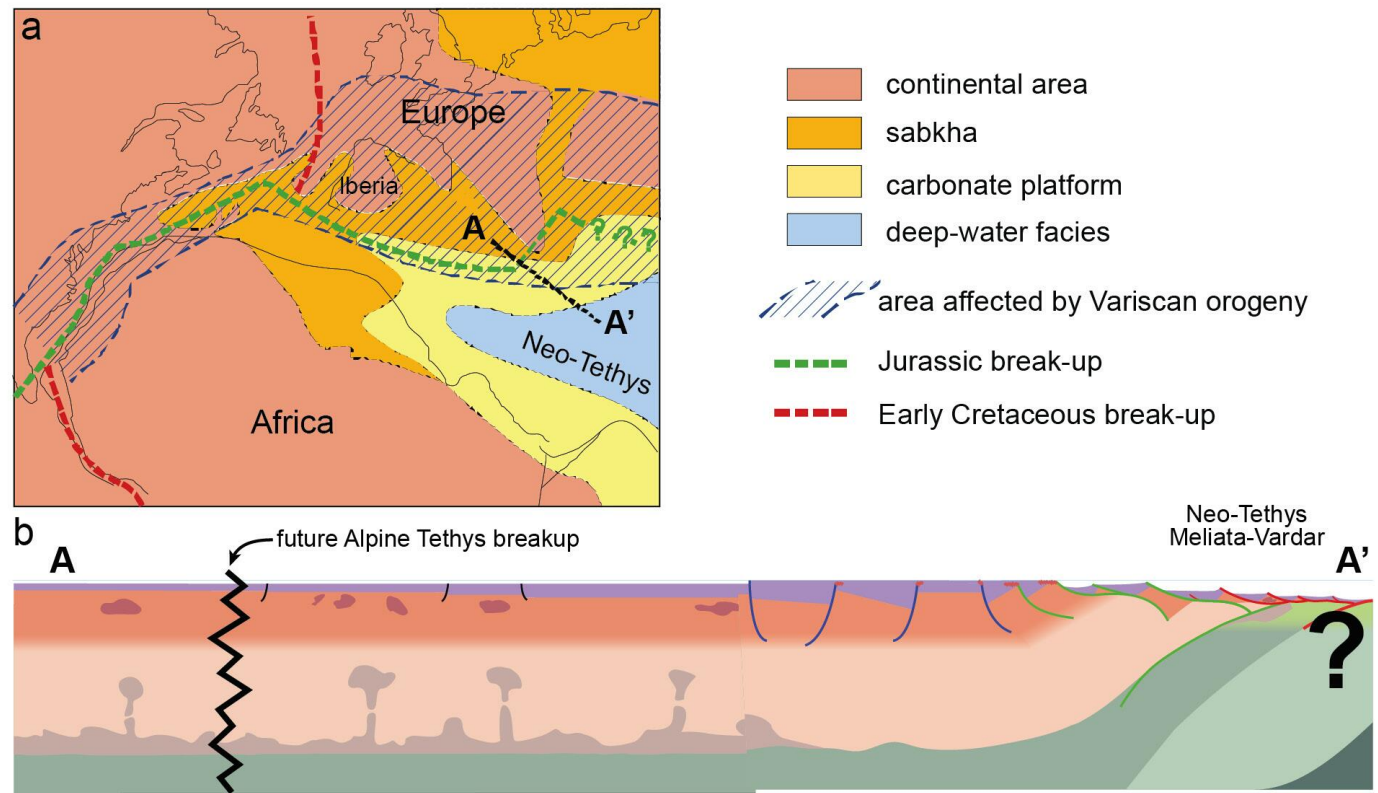 a
Europe
Iberia
A
? ? ?
A'
Neo-Tethys
Africa
continental area
sabkha
carbonate platform
deep-water facies
area affected by Variscan orogeny
Jurassic break-up
Early Cretaceous break-up
b
A
future Alpine Tethys breakup
Neo-Tethys
Meliata-Vardar
A'
?